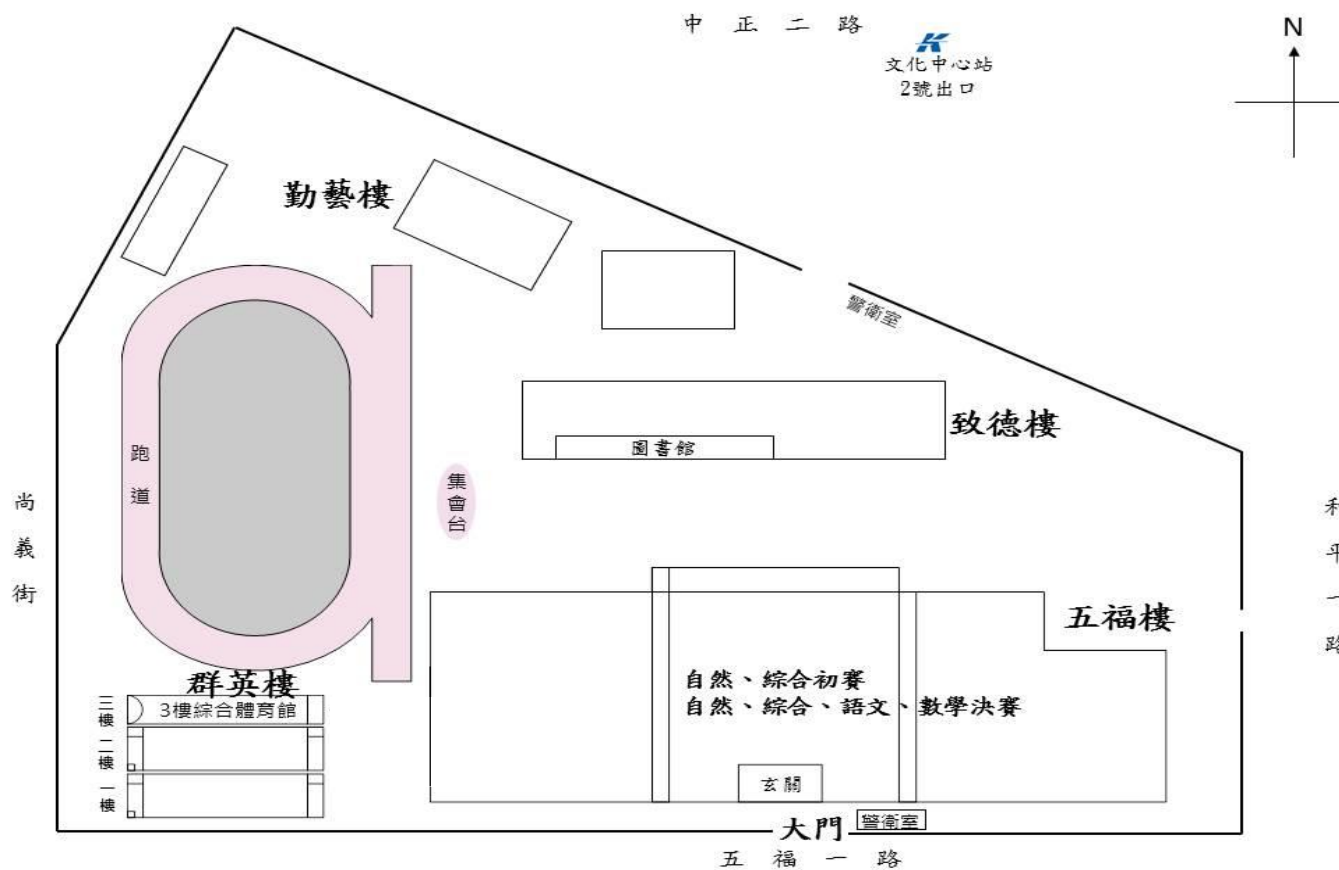 中正二路
N
文化中心站
2號出口
勤藝樓
警衛室
致德樓
圖書館
跑道
集會台
尚義街
和平一路
五福樓
自然、綜合初賽
自然、綜合、語文、數學決賽
群英樓
三樓
3樓綜合體育館
二樓
一樓
玄關
大門
警衛室
五福一路